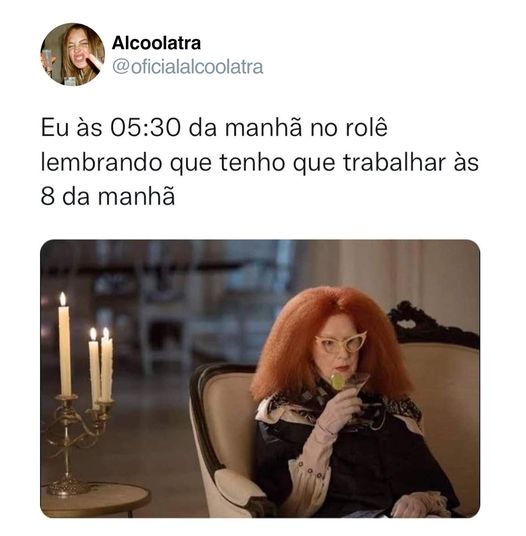 Alcoolatra
@oficialalcoolatra
Eu às 05:30 da manhã no rolê
lembrando que tenho que trabalhar às
8 da manhã